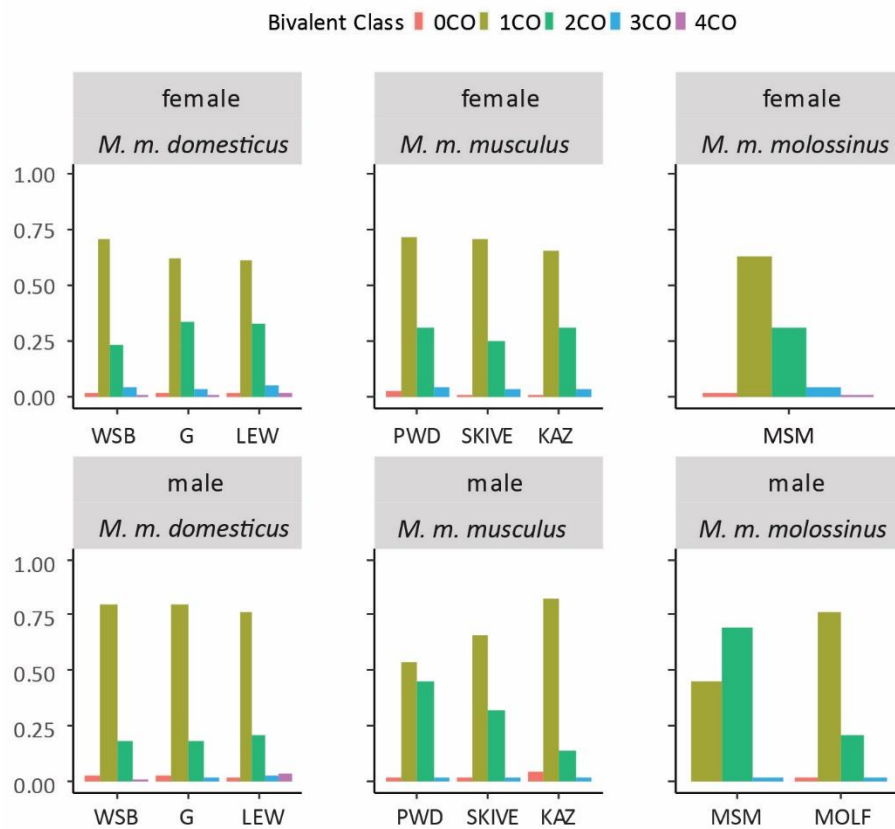 Bivalent Class 0CO 1CO 2CO 3CO 4CO
female female female
M. m. domesticus M. m. musculus M. m. molossinus
1.00
0.75
0.50
0.25
0.00
WSB G LEW PWD SKIVE KAZ MSM
male male male
M. m. domesticus M. m. musculus M. m. molossinus
1.00
0.75
0.50
0.25
0.00
WSB G LEW PWD SKIVE KAZ MSM MOLF